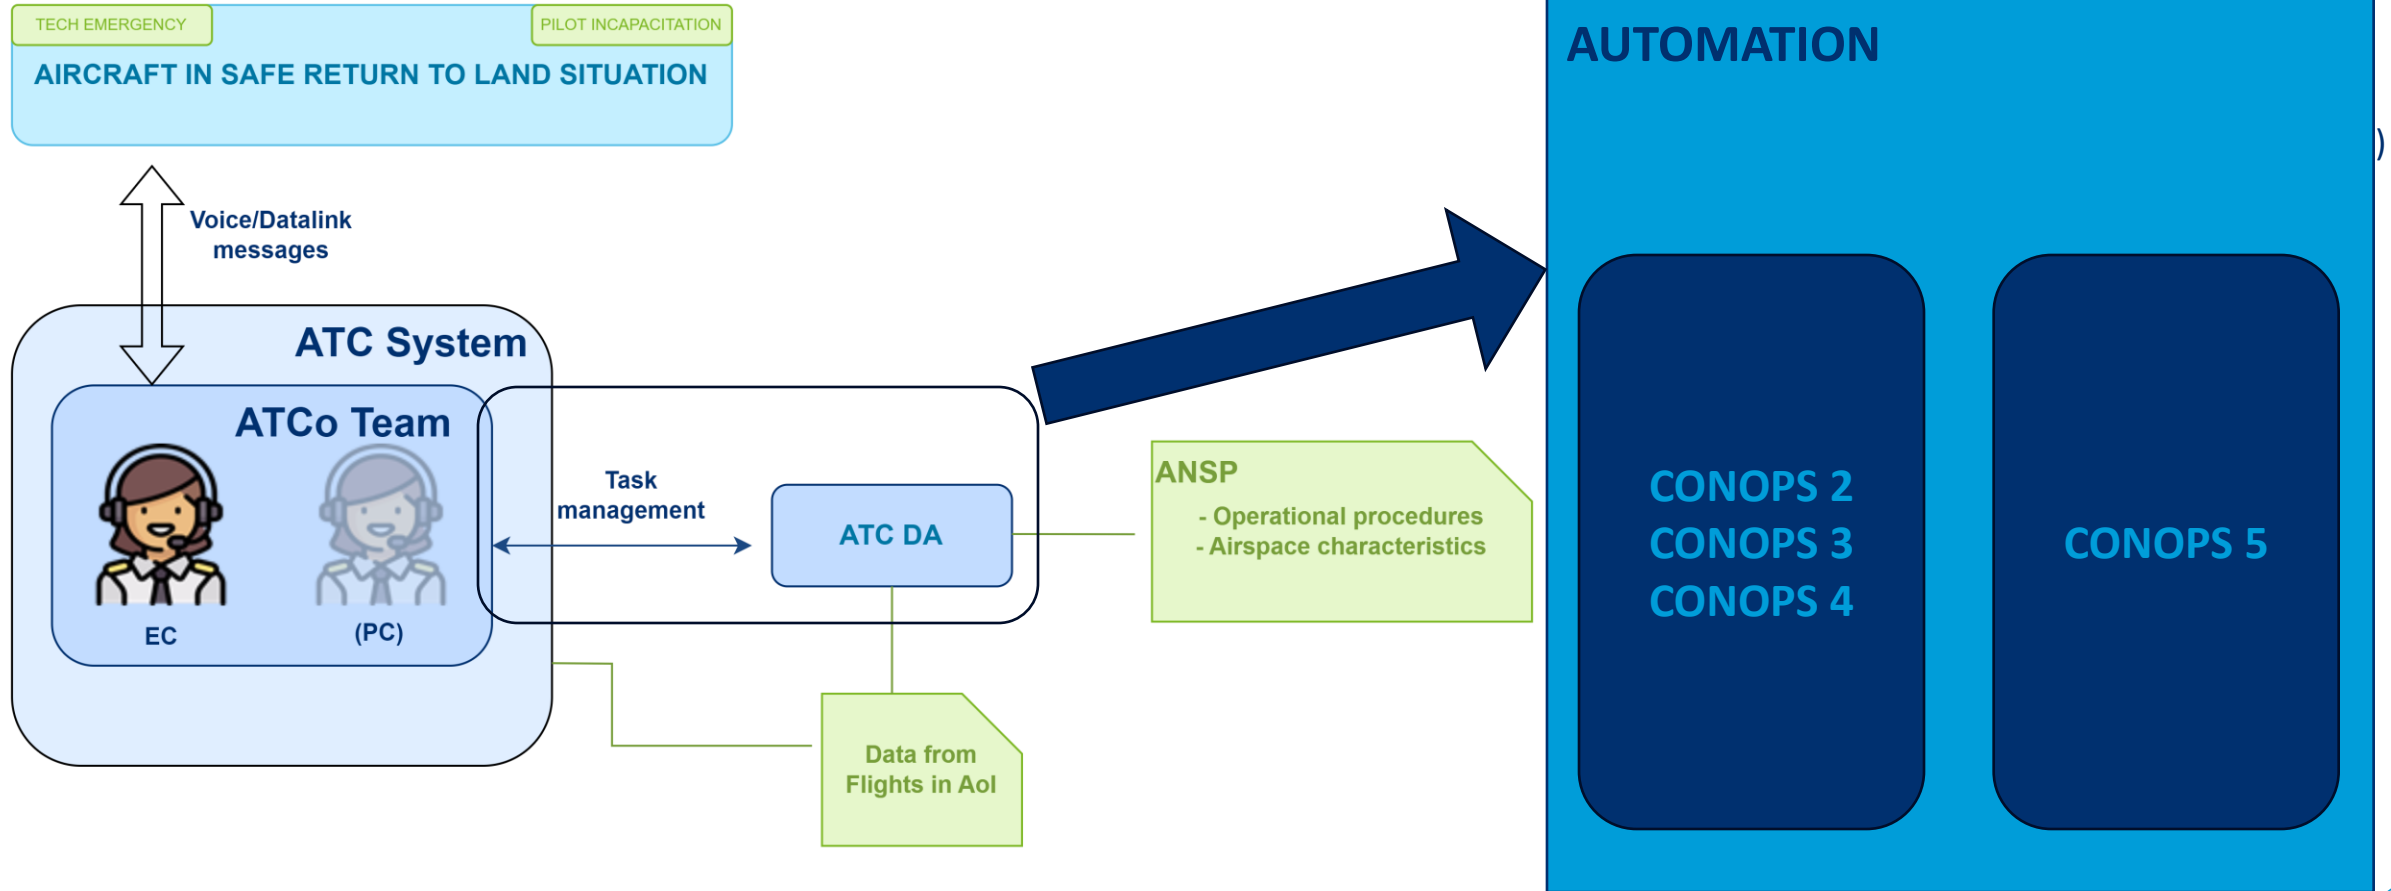 TECH EMERGENCY
PILOT INCAPACITATION
AIRCRAFT IN SAFE RETURN TO LAND SITUATION
Voice/Datalink
messages
ATC System
ATCo Team
EC
(PC)
Task
management
ATC DA
ANSP
- Operational procedures
- Airspace characteristics
Data from
Flights in AoI
AUTOMATION
)
CONOPS 2
CONOPS 3
CONOPS 4
CONOPS 5